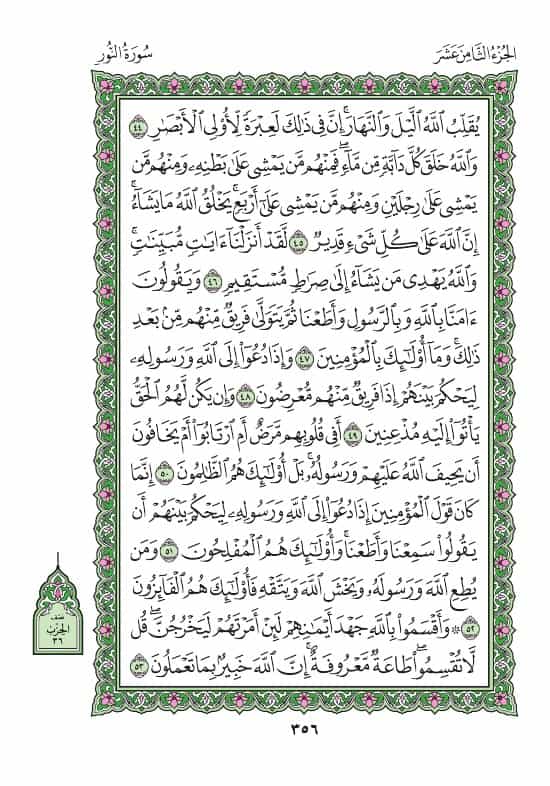 الجزء الثامن عشر
سورة النور
يُقَلِّبُ ٱللَّهُ ٱلَّيۡلَ وَٱلنَّهَارَۚ إِنَّ فِي ذَٰلِكَ لَعِبۡرَةٗ لِّأُوْلِي ٱلۡأَبۡصَٰرِ ٤٤
وَٱللَّهُ خَلَقَ كُلَّ دَآبَّةٖ مِّن مَّآءٖۖ فَمِنۡهُم مَّن يَمۡشِي عَلَىٰ بَطۡنِهِۦ وَمِنۡهُم مَّن
يَمۡشِي عَلَىٰ رِجۡلَيۡنِ وَمِنۡهُم مَّن يَمۡشِي عَلَىٰٓ أَرۡبَعٖۚ يَخۡلُقُ ٱللَّهُ مَا يَشَآءُۚ
إِنَّ ٱللَّهَ عَلَىٰ كُلِّ شَيۡءٖ قَدِيرٞ ٤٥ لَّقَدۡ أَنزَلۡنَآ ءَايَٰتٖ مُّبَيِّنَٰتٖۚ
وَٱللَّهُ يَهۡدِي مَن يَشَآءُ إِلَىٰ صِرَٰطٖ مُّسۡتَقِيمٖ ٤٦ وَيَقُولُونَ
ءَامَنَّا بِٱللَّهِ وَبِٱلرَّسُولِ وَأَطَعۡنَا ثُمَّ يَتَوَلَّىٰ فَرِيقٞ مِّنۡهُم مِّنۢ بَعۡدِ
ذَٰلِكَۚ وَمَآ أُوْلَٰٓئِكَ بِٱلۡمُؤۡمِنِينَ ٤٧ وَإِذَا دُعُوٓاْ إِلَى ٱللَّهِ وَرَسُولِهِۦ
لِيَحۡكُمَ بَيۡنَهُمۡ إِذَا فَرِيقٞ مِّنۡهُم مُّعۡرِضُونَ ٤٨ وَإِن يَكُن لَّهُمُ ٱلۡحَقُّ
يَأۡتُوٓاْ إِلَيۡهِ مُذۡعِنِينَ ٤٩ أَفِي قُلُوبِهِم مَّرَضٌ أَمِ ٱرۡتَابُوٓاْ أَمۡ يَخَافُونَ
أَن يَحِيفَ ٱللَّهُ عَلَيۡهِمۡ وَرَسُولُهُۥۚ بَلۡ أُوْلَٰٓئِكَ هُمُ ٱلظَّٰلِمُونَ ٥٠ إِنَّمَا
كَانَ قَوۡلَ ٱلۡمُؤۡمِنِينَ إِذَا دُعُوٓاْ إِلَى ٱللَّهِ وَرَسُولِهِۦ لِيَحۡكُمَ بَيۡنَهُمۡ أَن
يَقُولُواْ سَمِعۡنَا وَأَطَعۡنَاۚ وَأُوْلَٰٓئِكَ هُمُ ٱلۡمُفۡلِحُونَ ٥١ وَمَن
يُطِعِ ٱللَّهَ وَرَسُولَهُۥ وَيَخۡشَ ٱللَّهَ وَيَتَّقۡهِ فَأُوْلَٰٓئِكَ هُمُ ٱلۡفَآئِزُونَ
٥٢ ۞ وَأَقۡسَمُواْ بِٱللَّهِ جَهۡدَ أَيۡمَٰنِهِمۡ لَئِنۡ أَمَرۡتَهُمۡ لَيَخۡرُجُنَّۖ قُل
لَّا تُقۡسِمُواْۖ طَاعَةٞ مَّعۡرُوفَةٌۚ إِنَّ ٱللَّهَ خَبِيرُۢ بِمَا تَعۡمَلُونَ ٥٣
نصف
الحزب
٣٦
٣٥٦